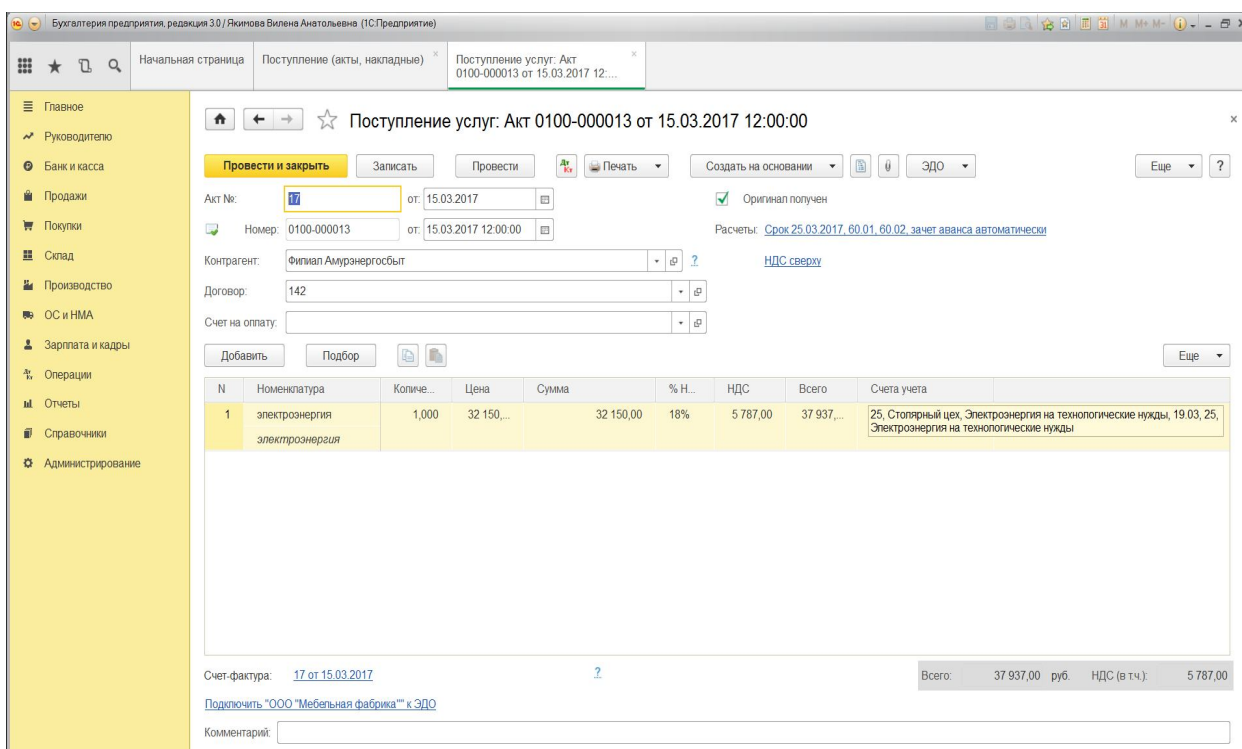 Бухгалтерия предприятия, редакция 3.0 / Якимова Вилена Анатольевна (1С:Предприятие)
M M+ M-
Начальная страница
Поступление (акты, накладные)
Поступление услуг: Акт
0100-000013 от 15.03.2017 12:...
Главное
Руководителю
Банк и касса
Продажи
Покупки
Склад
Производство
ОС и НМА
Зарплата и кадры
Операции
Отчеты
Справочники
Администрирование
Поступление услуг: Акт 0100-000013 от 15.03.2017 12:00:00
Провести и закрыть Записать Провести Дт Кт Печать Создать на основании ЭДО Еще ?
Акт №: 17 от: 15.03.2017 Оригинал получен
Номер: 0100-000013 от: 15.03.2017 12:00:00 Расчеты: Срок 25.03.2017, 60.01, 60.02, зачет аванса автоматически
Контрагент: Филиал Амурэнергосбыт ? НДС сверху
Договор: 142
Счет на оплату:
Добавить Подбор Еще
N Номенклатура Количе... Цена Сумма % Н... НДС Всего Счета учета
1 электроэнергия 1,000 32 150,... 32 150,00 18% 5 787,00 37 937,... 25, Столярный цех, Электроэнергия на технологические нужды, 19.03, 25,
электроэнергия Электроэнергия на технологические нужды
Счет-фактура: 17 от 15.03.2017 ? Всего: 37 937,00 руб. НДС (в т.ч.): 5 787,00
Подключить "ООО "Мебельная фабрика"" к ЭДО
Комментарий: